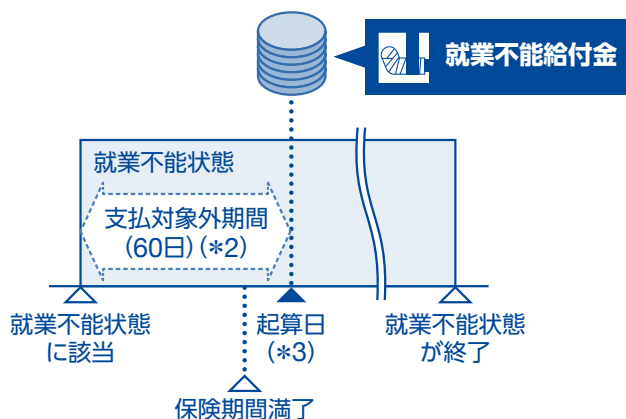 就業不能給付金
就業不能状態
支払対象外期間
(60日)(*2)
就業不能状態
に該当
起算日
(*3)
就業不能状態
が終了
保険期間満了